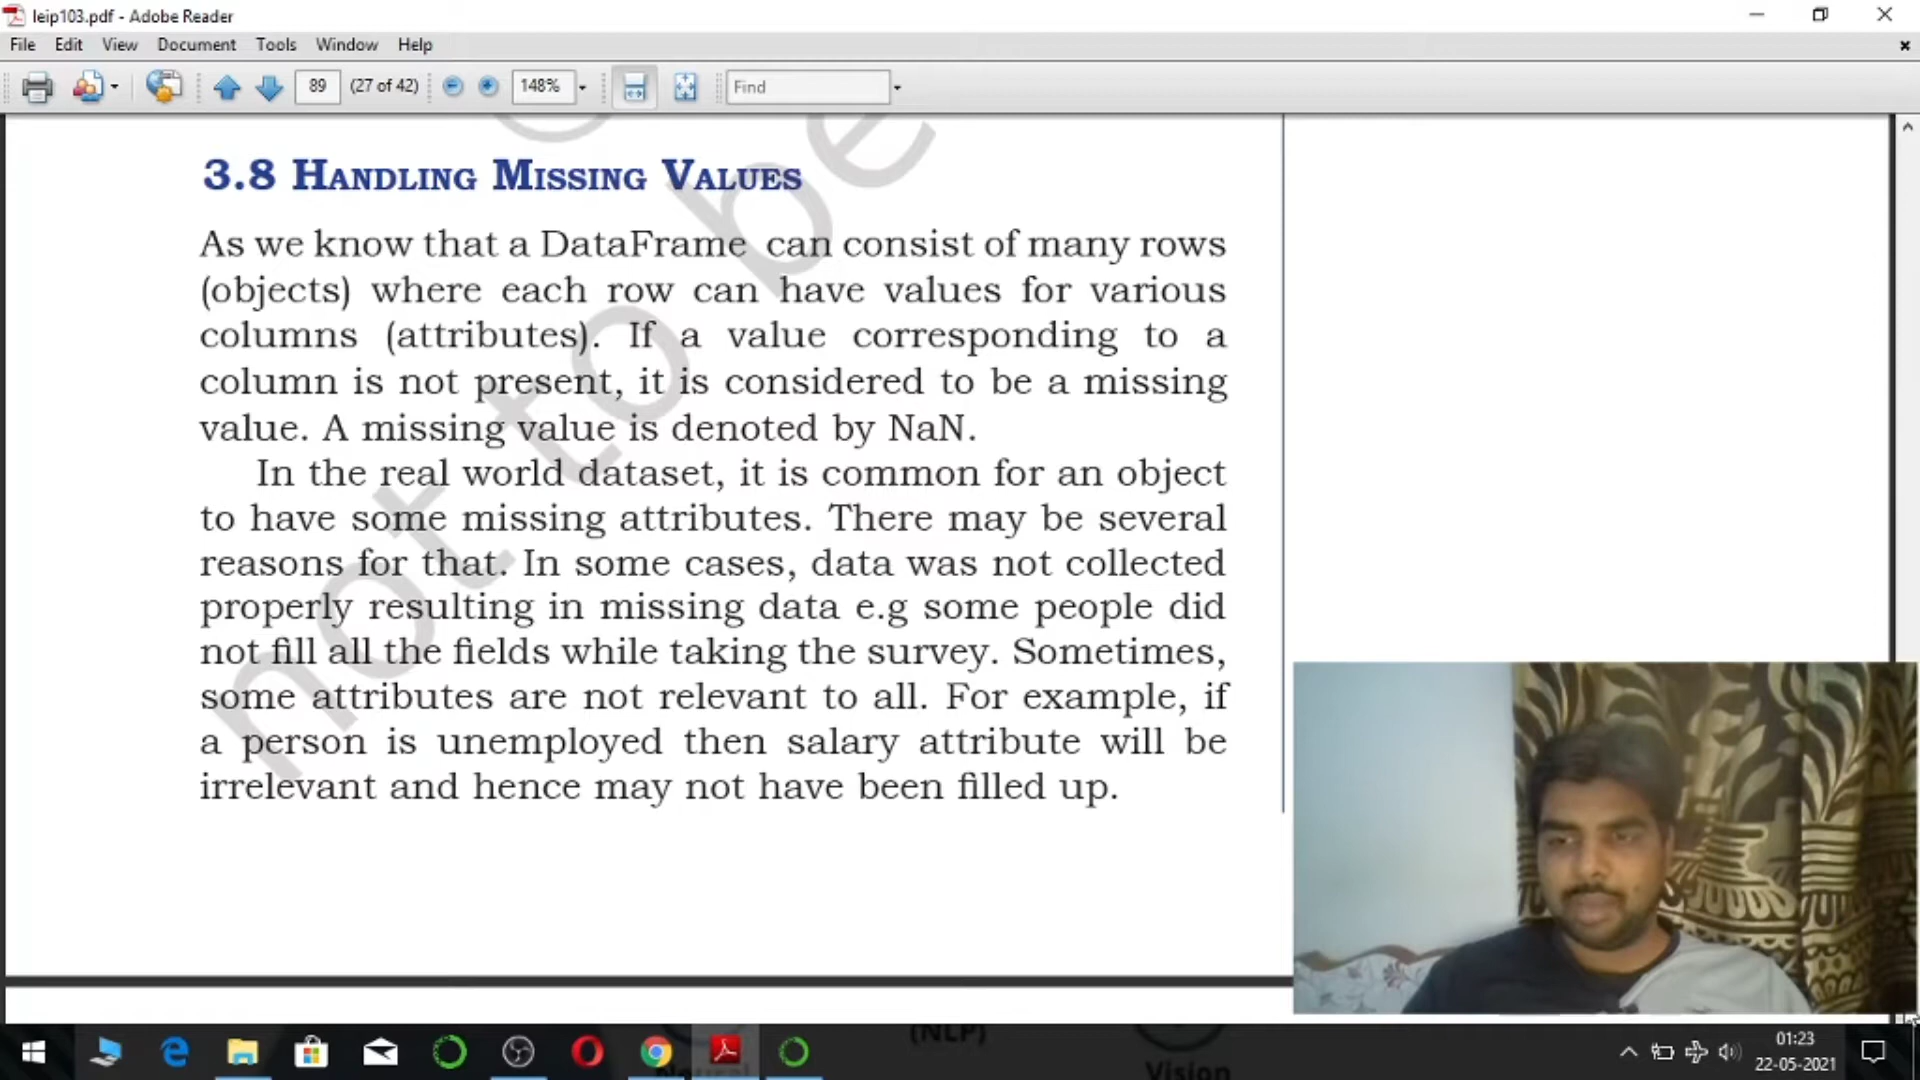 leip103.pdf - Adobe Reader
File Edit View Document Tools Window Help
89 (27 of 42) 148% Find
3.8 HANDLING MISSING VALUES
As we know that a DataFrame can consist of many rows
(objects) where each row can have values for various
columns (attributes). If a value corresponding to a
column is not present, it is considered to be a missing
value. A missing value is denoted by NaN.
In the real world dataset, it is common for an object
to have some missing attributes. There may be several
reasons for that. In some cases, data was not collected
properly resulting in missing data e.g some people did
not fill all the fields while taking the survey. Sometimes,
some attributes are not relevant to all. For example, if
a person is unemployed then salary attribute will be
irrelevant and hence may not have been filled up.
not to be
(NLP)
Neural
Vision
01:23
22-05-2021